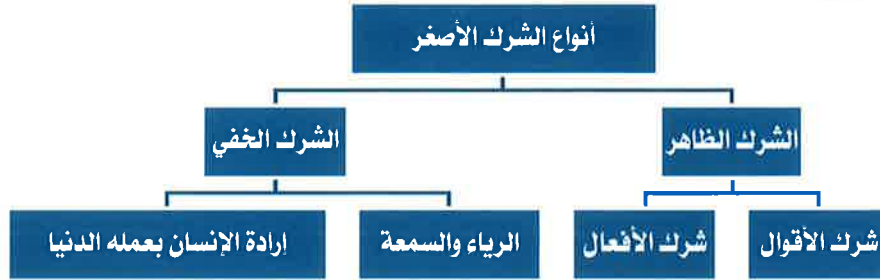 أنواع الشرك الأصغر
الشرك الظاهر
الشرك الخفي
شرك الأقوال
شرك الأفعال
الرياء والسمعة
إرادة الإنسان بعمله الدنيا